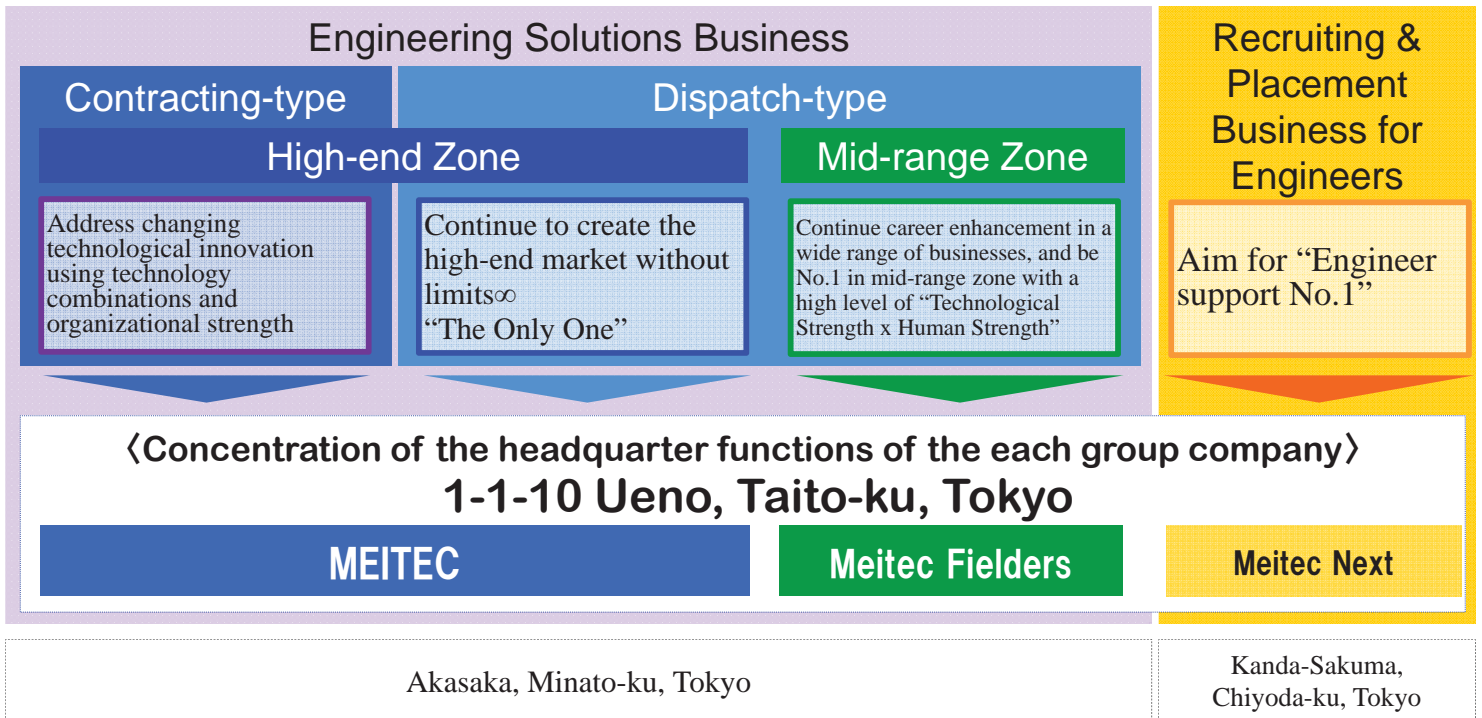 Engineering Solutions Business
Recruiting &
Placement
Business for
Engineers
Contracting-type
Dispatch-type
High-end Zone
Mid-range Zone
Address changing
technological innovation
using technology
combinations and
organizational strength
Continue to create the
high-end market without
limits∞
“The Only One”
Continue career enhancement in a
wide range of businesses, and be
No.1 in mid-range zone with a
high level of “Technological
Strength x Human Strength”
Aim for “Engineer
support No.1”
〈Concentration of the headquarter functions of the each group company〉
1-1-10 Ueno, Taito-ku, Tokyo
MEITEC
Meitec Fielders
Meitec Next
Akasaka, Minato-ku, Tokyo
Kanda-Sakuma,
Chiyoda-ku, Tokyo